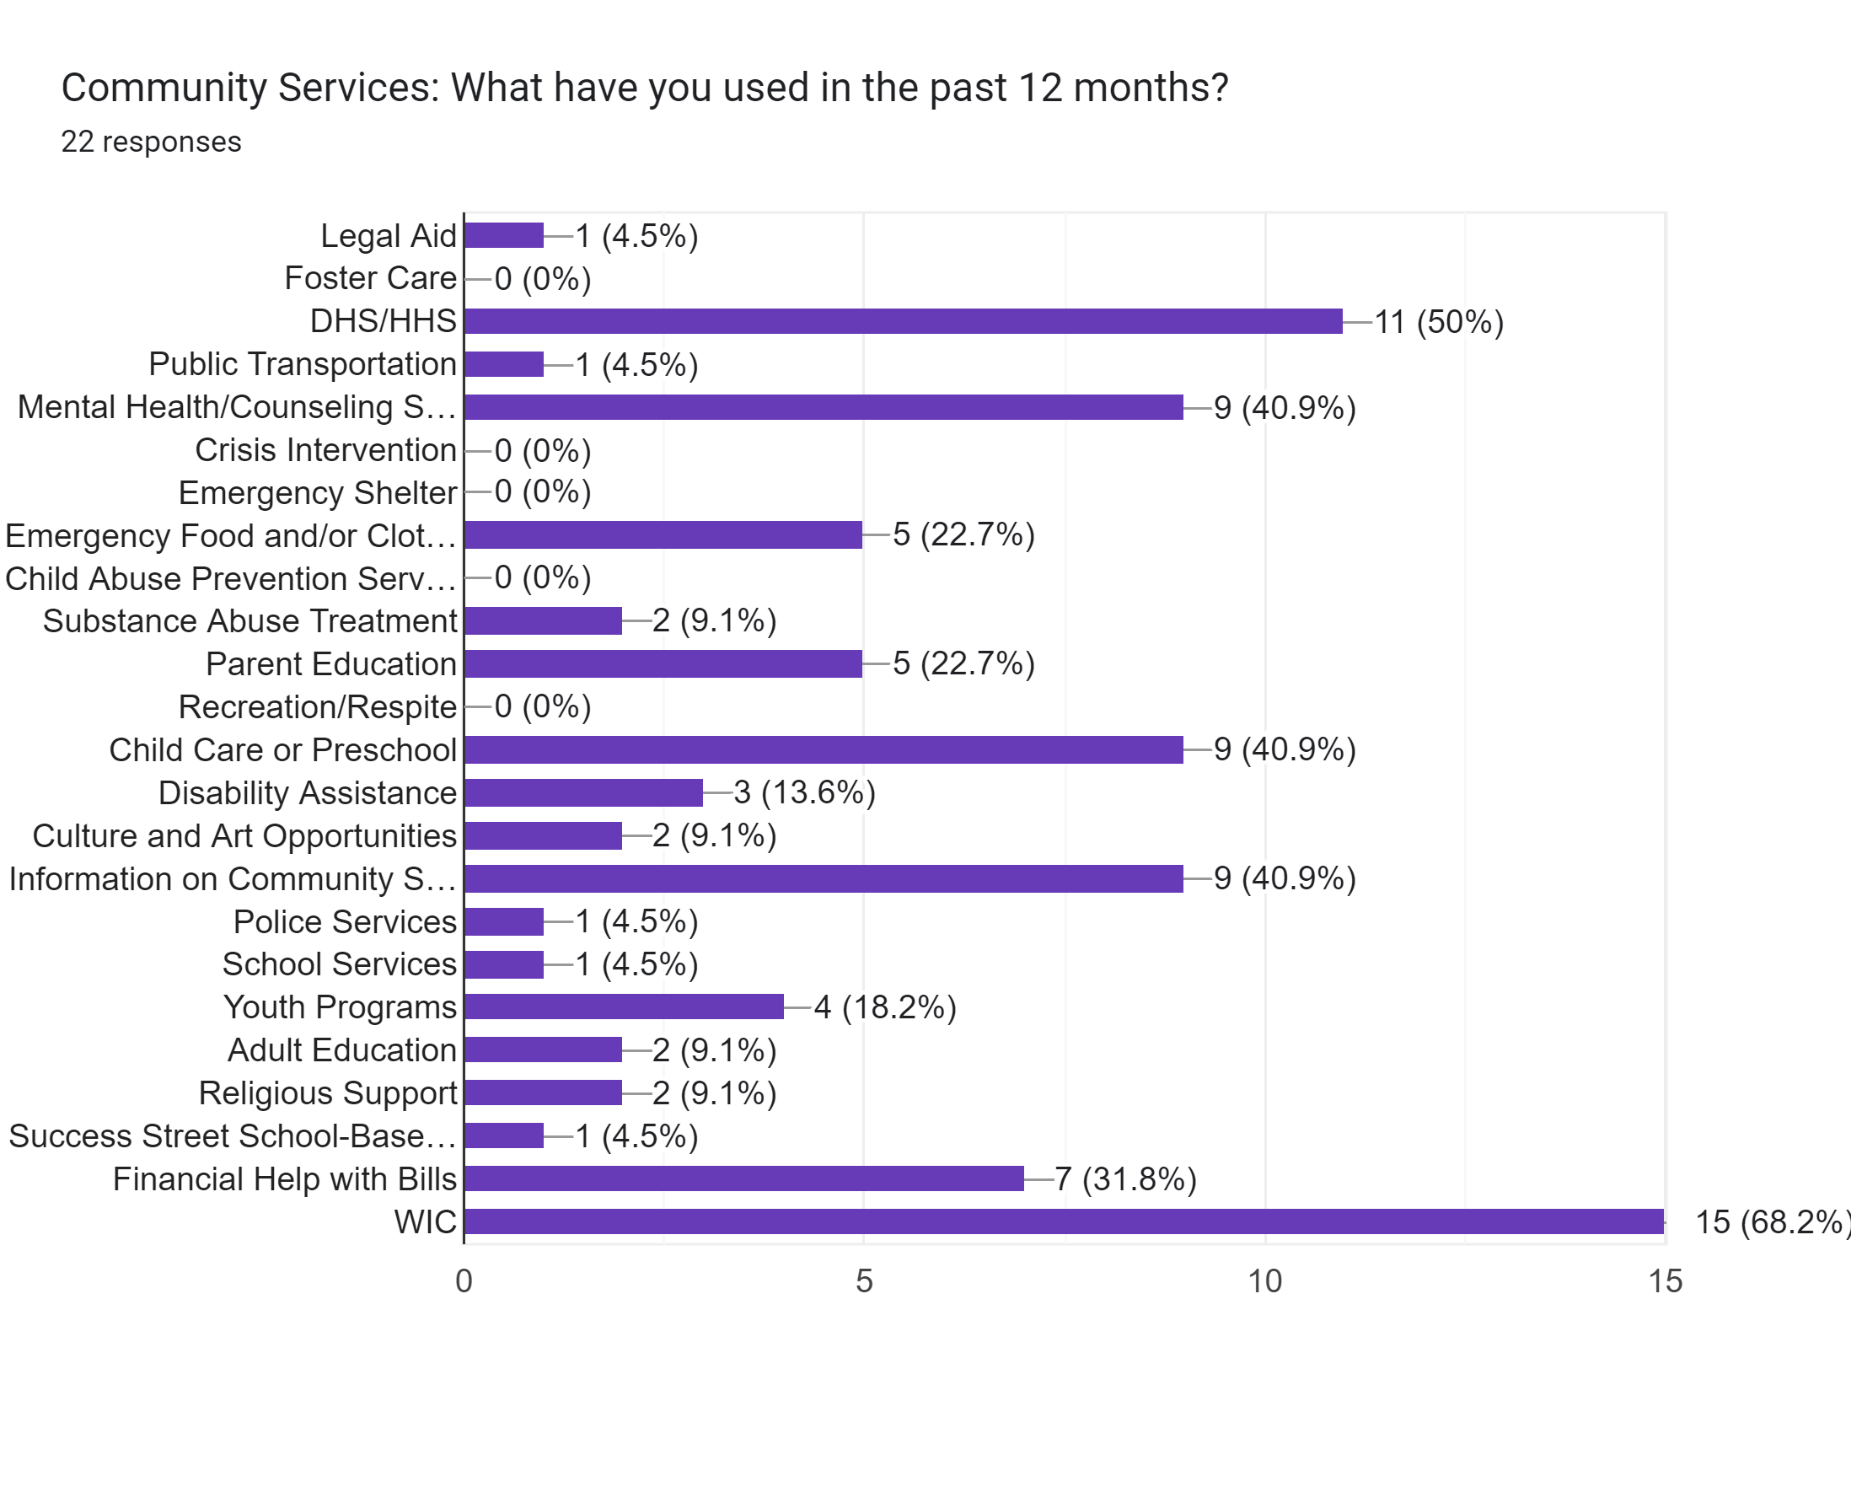 Community Services: What have you used in the past 12 months?
22 responses
Legal Aid 1 (4.5%)
Foster Care 0 (0%)
DHS/HHS 11 (50%)
Public Transportation 1 (4.5%)
Mental Health/Counseling S… 9 (40.9%)
Crisis Intervention 0 (0%)
Emergency Shelter 0 (0%)
Emergency Food and/or Clot… 5 (22.7%)
Child Abuse Prevention Serv… 0 (0%)
Substance Abuse Treatment 2 (9.1%)
Parent Education 5 (22.7%)
Recreation/Respite 0 (0%)
Child Care or Preschool 9 (40.9%)
Disability Assistance 3 (13.6%)
Culture and Art Opportunities 2 (9.1%)
Information on Community S… 9 (40.9%)
Police Services 1 (4.5%)
School Services 1 (4.5%)
Youth Programs 4 (18.2%)
Adult Education 2 (9.1%)
Religious Support 2 (9.1%)
Success Street School-Base… 1 (4.5%)
Financial Help with Bills 7 (31.8%)
WIC 15 (68.2%)
0 5 10 15